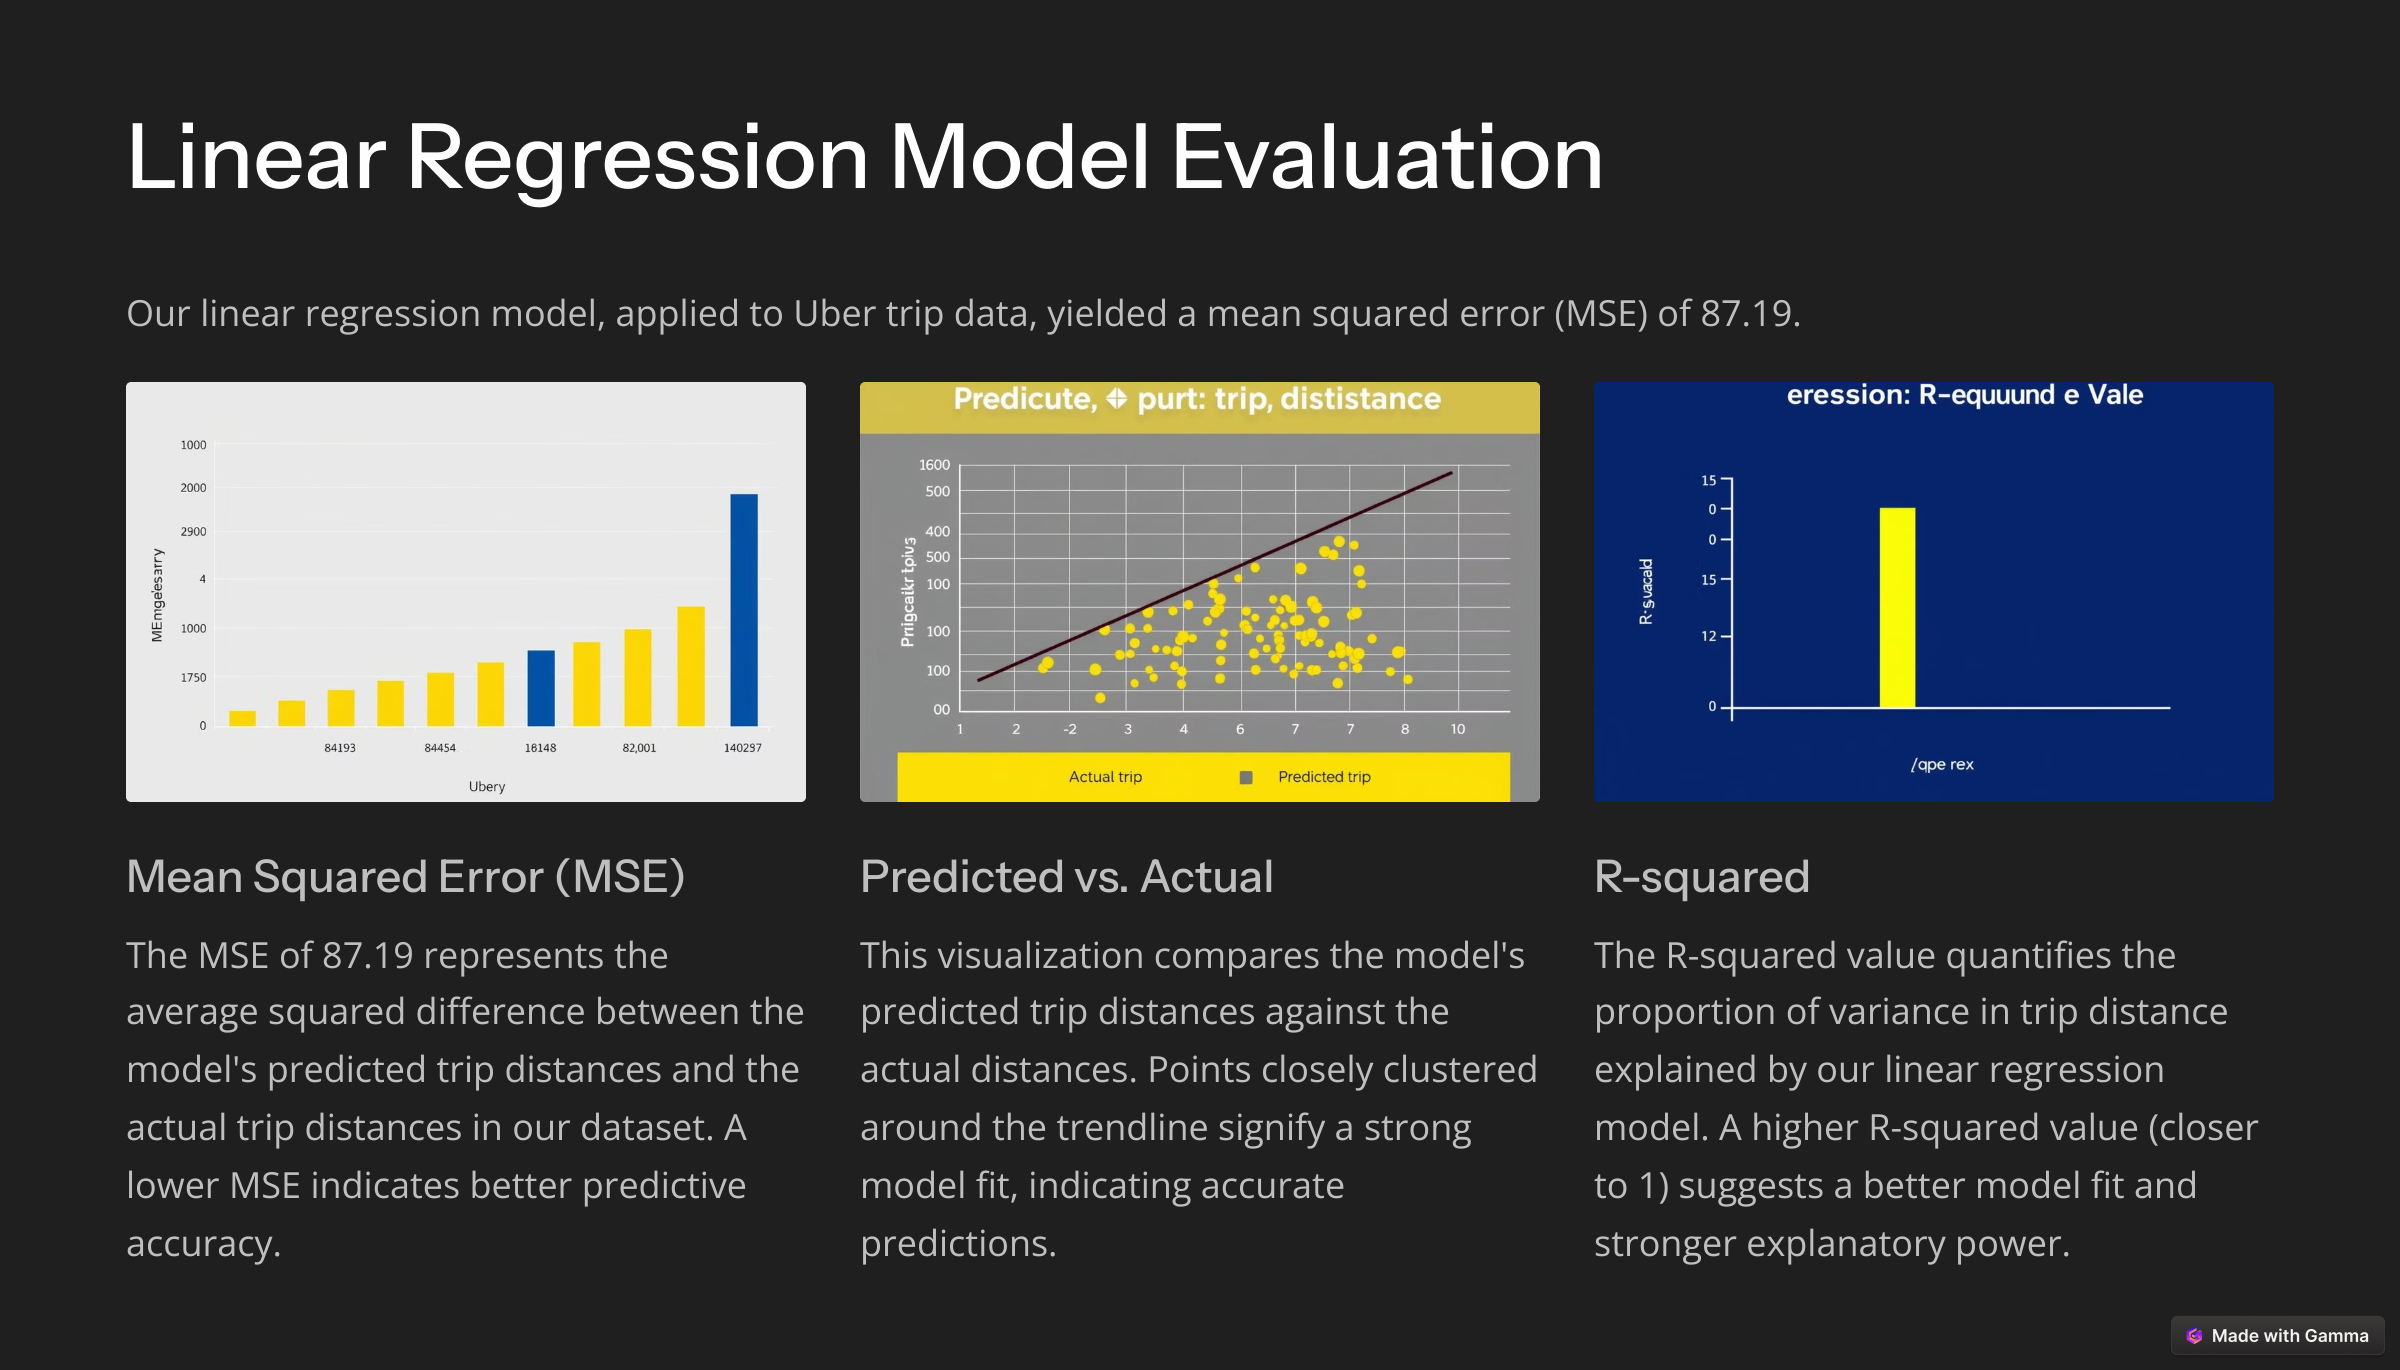 Linear Regression Model Evaluation
Our linear regression model, applied to Uber trip data, yielded a mean squared error (MSE) of 87.19.
1000
2000
2900
4
1000
1750
0
84193
84454
16148
82,001
140297
Ubery
Predicute, purt: trip, dististance
1600
500
400
500
100
100
100
00
1
2
-2
3
4
6
7
7
8
10
Actual trip
Predicted trip
eression: R-equuund e Vale
15
0
0
15
12
0
/qpe rex
Mean Squared Error (MSE)
The MSE of 87.19 represents the
average squared difference between the
model's predicted trip distances and the
actual trip distances in our dataset. A
lower MSE indicates better predictive
accuracy.
Predicted vs. Actual
This visualization compares the model's
predicted trip distances against the
actual distances. Points closely clustered
around the trendline signify a strong
model fit, indicating accurate
predictions.
R-squared
The R-squared value quantifies the
proportion of variance in trip distance
explained by our linear regression
model. A higher R-squared value (closer
to 1) suggests a better model fit and
stronger explanatory power.
Made with Gamma